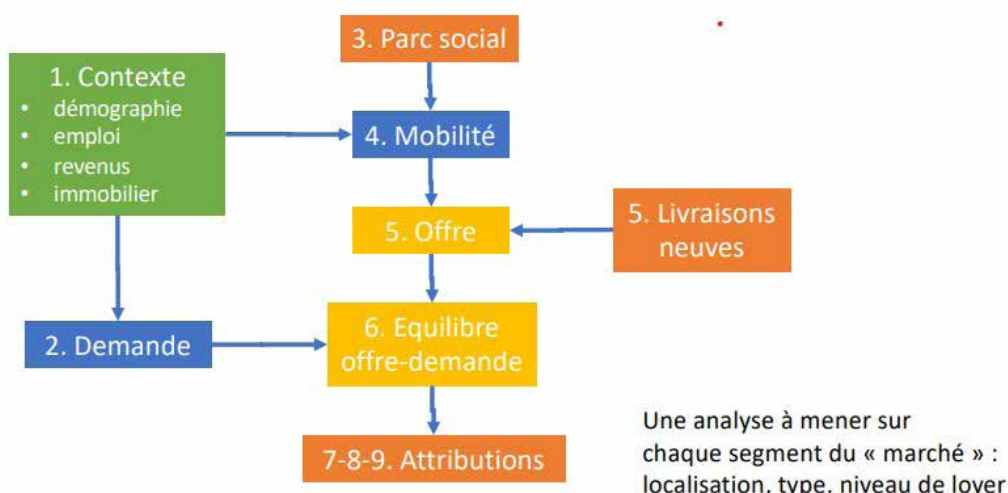 3. Parc social
1. Contexte
• démographie
• emploi
• revenus
• immobilier
4. Mobilité
5. Offre
5. Livraisons
neuves
2. Demande
6. Equilibre
offre-demande
7-8-9. Attributions
Une analyse à mener sur
chaque segment du « marché » :
localisation, type, niveau de loyer